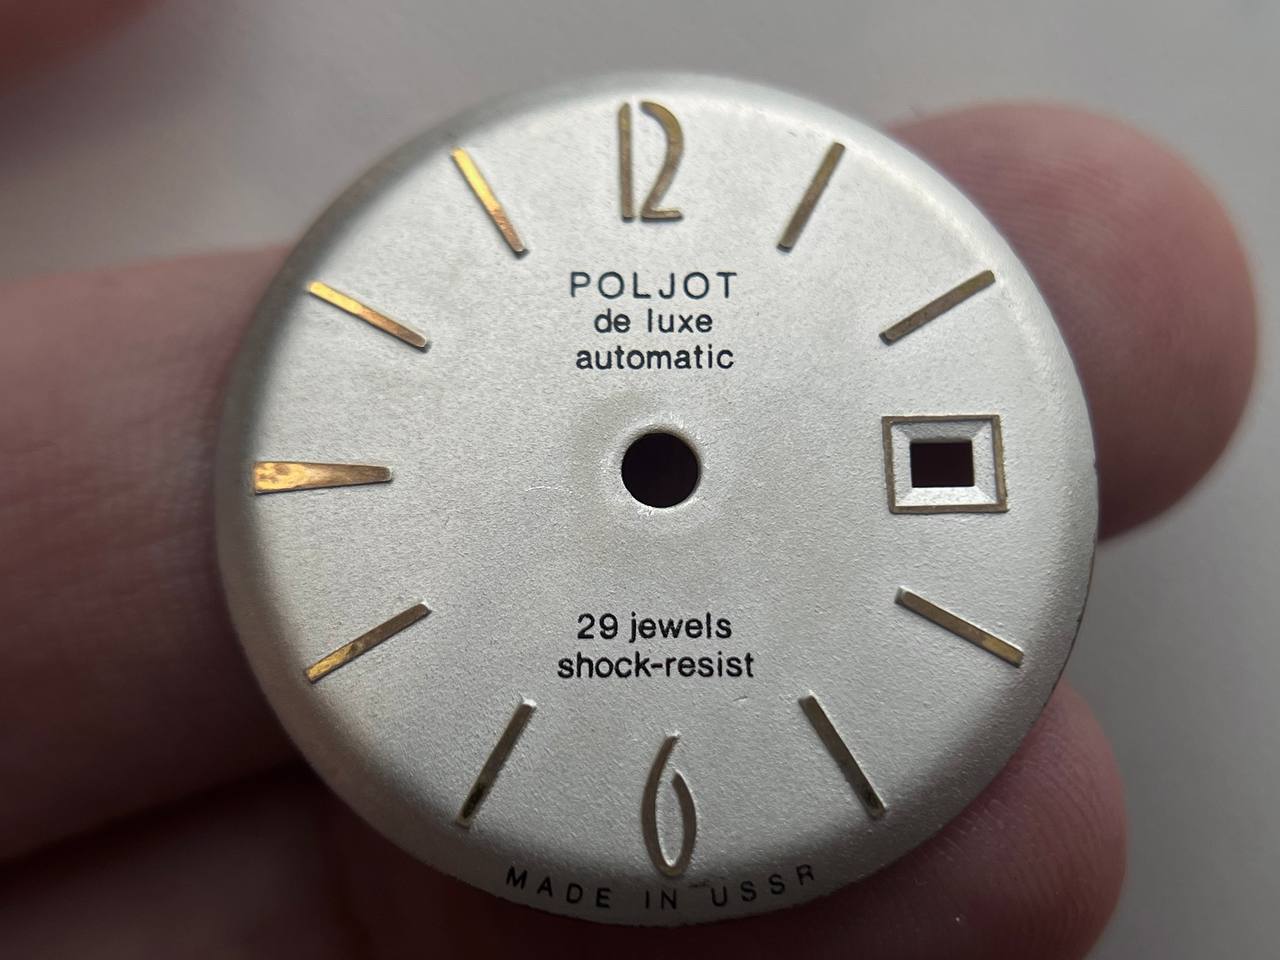 12
POLJOT
de luxe
automatic
29 jewels
shock-resist
6
MADE IN USSR